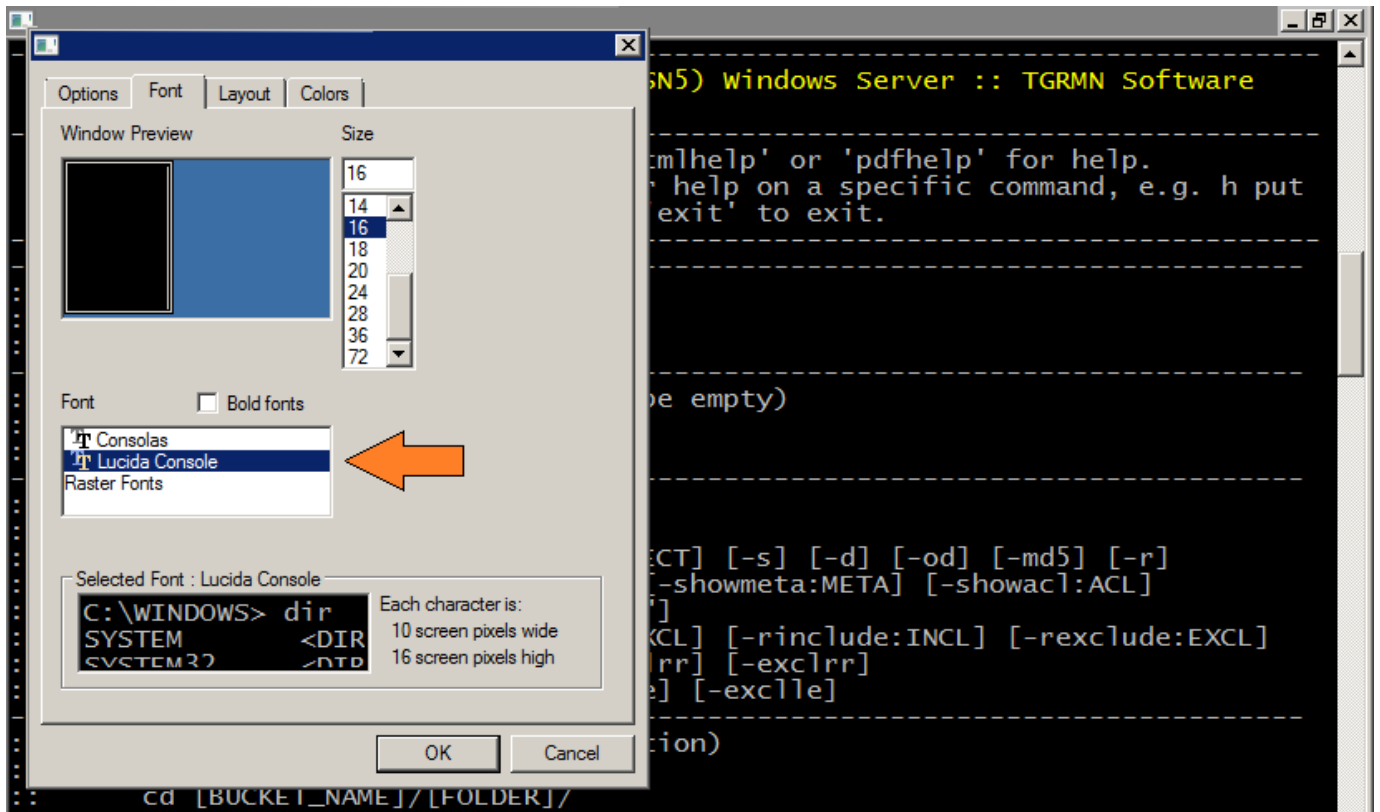 Options Font Layout Colors
Window Preview Size
16
14
16
18
20
24
28
36
72
Font Bold fonts
Consolas
Lucida Console
Raster Fonts
Selected Font : Lucida Console
C:\WINDOWS> dir
SYSTEM <DIR
SYSTEM32 <DIR
Each character is:
10 screen pixels wide
16 screen pixels high
OK Cancel
SN5) Windows Server :: TGRMN Software
tmlhelp' or 'pdfhelp' for help.
help on a specific command, e.g. h put
exit' to exit.
be empty)
ECT] [-s] [-d] [-od] [-md5] [-r]
[-showmeta:META] [-showacl:ACL]
"]
XCL] [-rinclude:INCL] [-rexclude:EXCL]
lrr] [-exclrr]
e] [-exclle]
tion)
:: cd [BUCKET_NAME]/[FOLDER]/